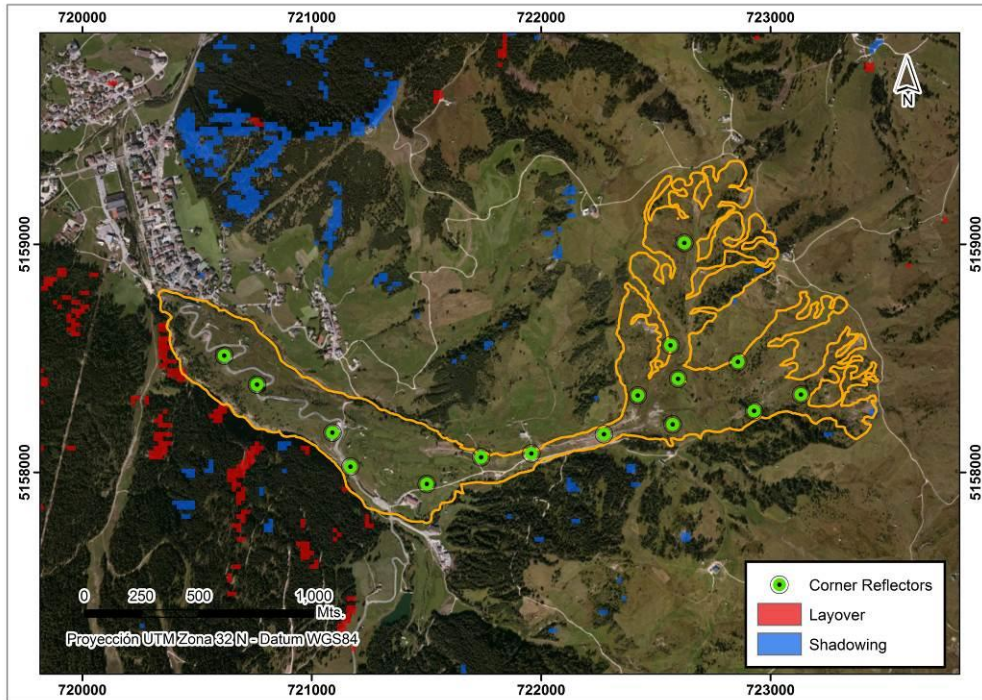 720000 721000 722000 723000
N
5159000 5159000
5158000 5158000
0 250 500 1,000
Mts.
Proyección UTM Zona 32 N - Datum WGS84
Corner Reflectors
Layover
Shadowing
720000 721000 722000 723000